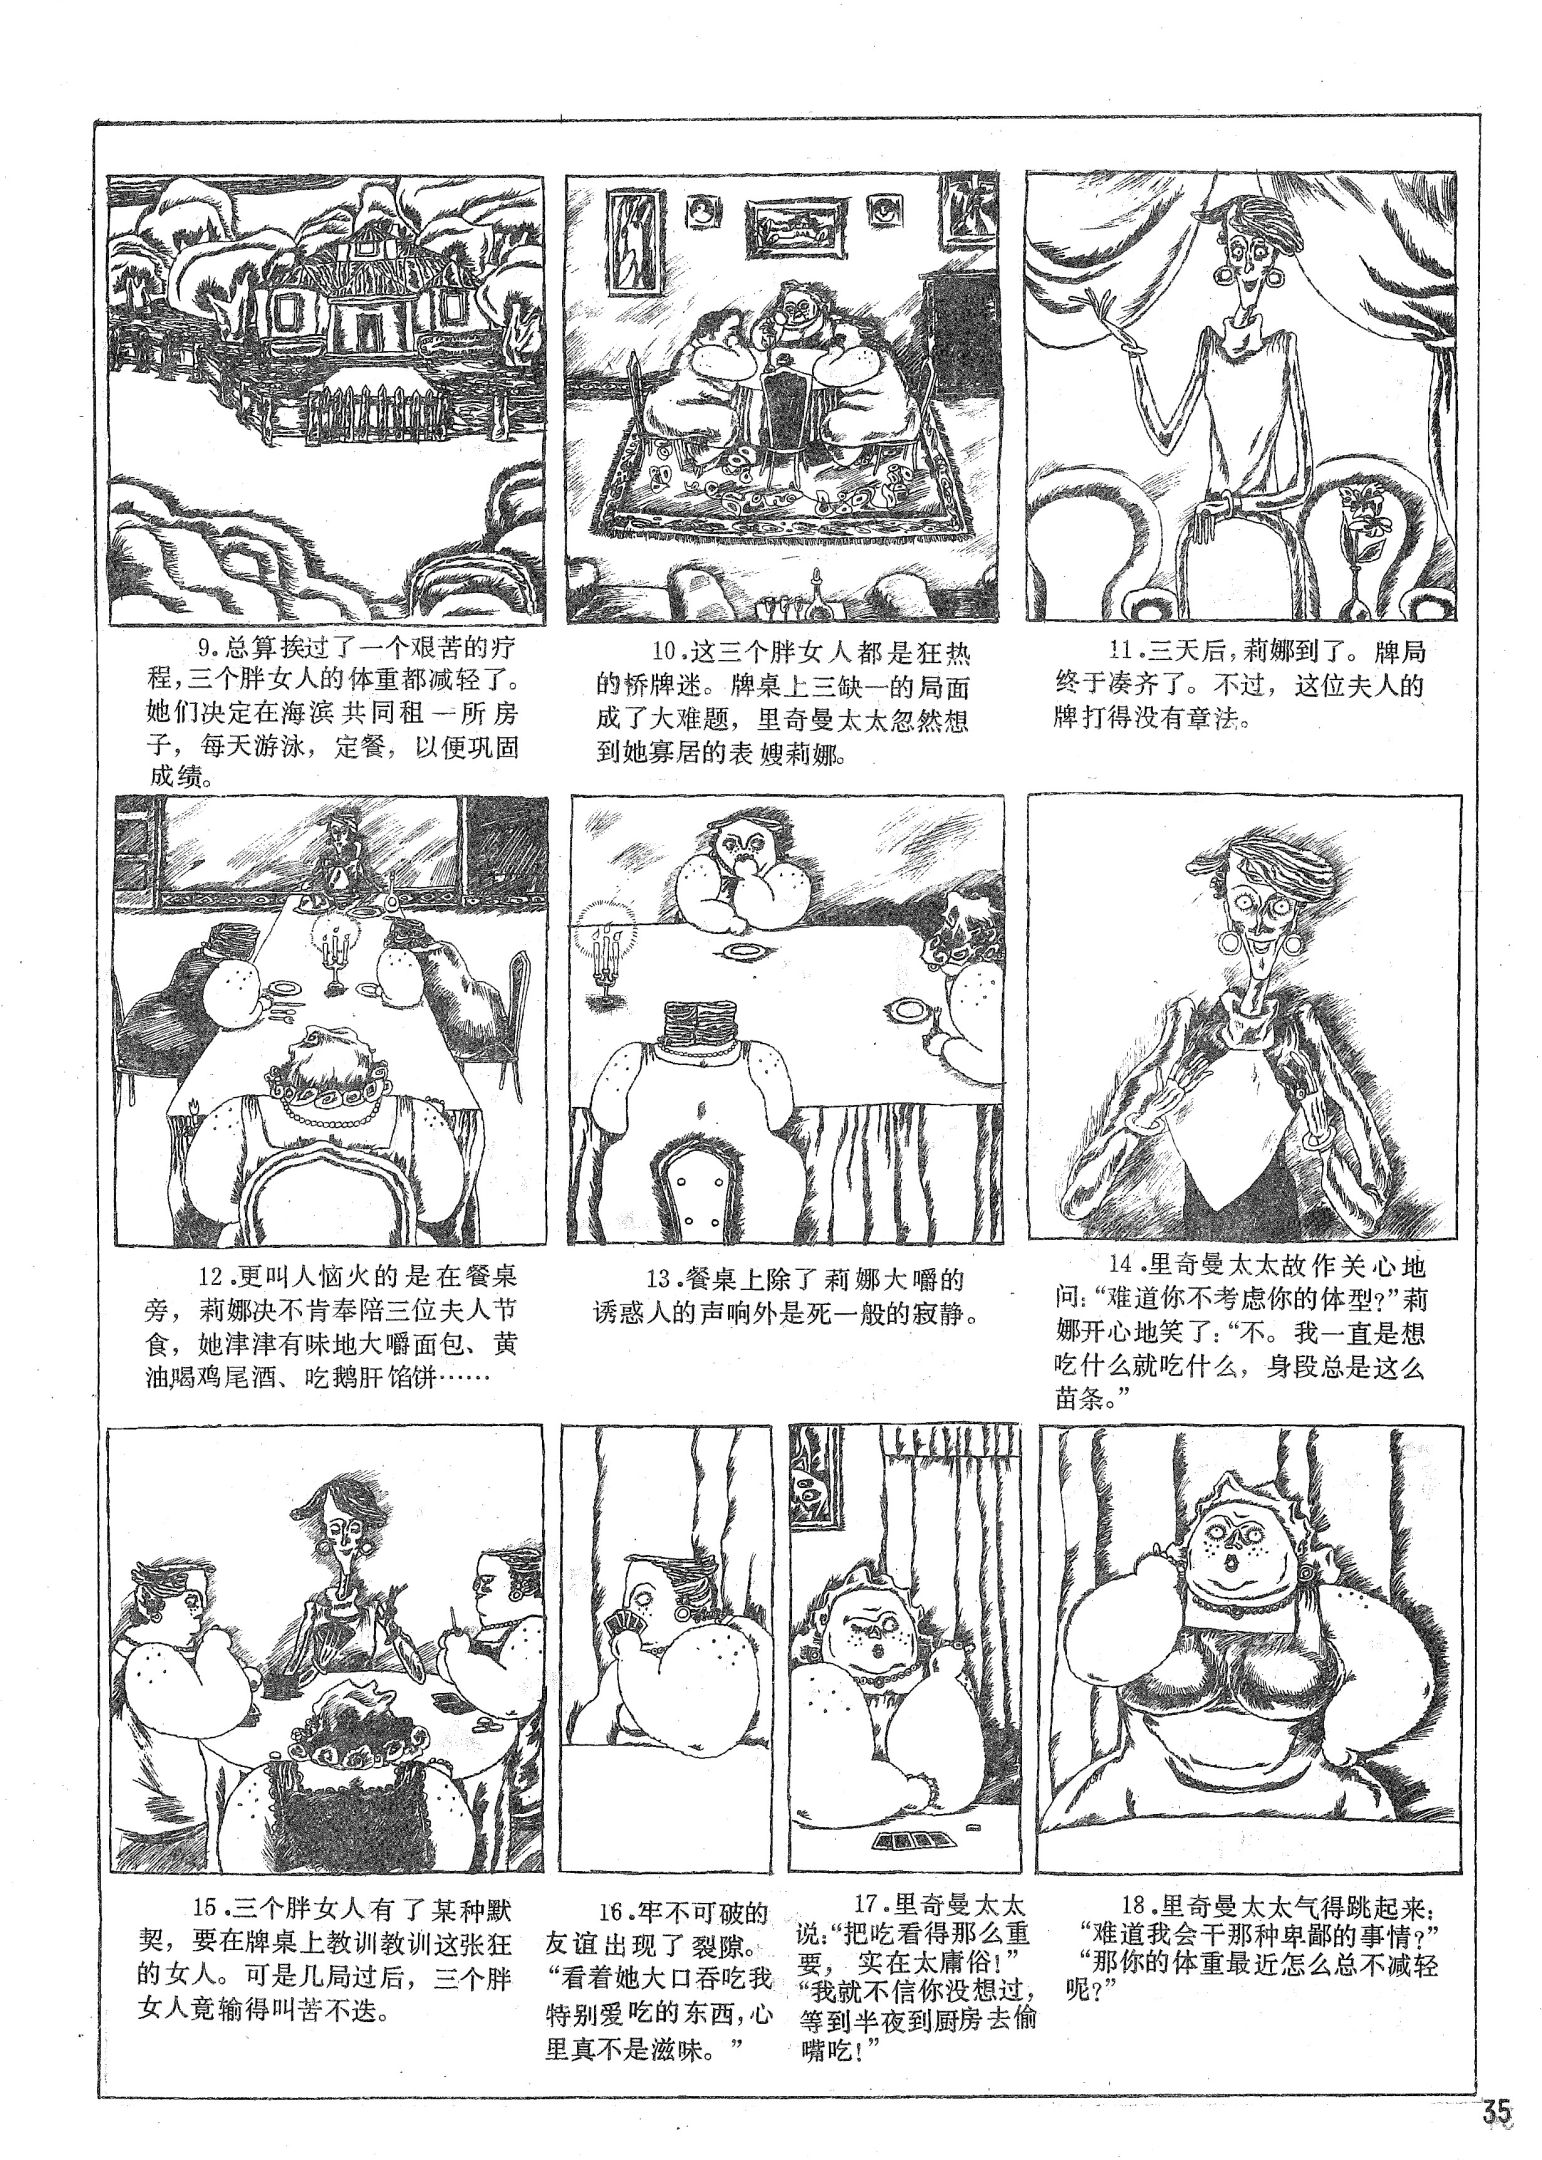 9.总算挨过了一个艰苦的疗
程，三个胖女人的体重都减轻了。
她们决定在海滨共同租一所房
子，每天游泳，定餐，以便巩固
成绩。
10.这三个胖女人都是狂热
的桥牌迷。牌桌上三缺一的局面
成了大难题，里奇曼太太忽然想
到她寡居的表嫂莉娜。
11.三天后，莉娜到了。牌局
终于凑齐了。不过，这位夫人的
牌打得没有章法。
12.更叫人恼火的是在餐桌
旁，莉娜决不肯奉陪三位夫人节
食，她津津有味地大嚼面包、黄
油喝鸡尾酒、吃鹅肝馅饼……
13.餐桌上除了莉娜大嚼的
诱惑人的声响外是死一般的寂静。
14.里奇曼太太故作关心地
问：“难道你不考虑你的体型？”莉
娜开心地笑了：“不。我一直是想
吃什么就吃什么，身段总是这么
苗条。”
15.三个胖女人有了某种默
契，要在牌桌上教训教训这张狂
的女人。可是几局过后，三个胖
女人竟输得叫苦不迭。
16.牢不可破的
友谊出现了裂隙。
“看着她大口吞吃我
特别爱吃的东西，心
里真不是滋味。”
17.里奇曼太太
说：“把吃看得那么重
要，实在太庸俗！”
“我就不信你没想过，
等到半夜到厨房去偷
嘴吃！”
18.里奇曼太太气得跳起来：
“难道我会干那种卑鄙的事情？”
“那你的体重最近怎么总不减轻
呢？”
35